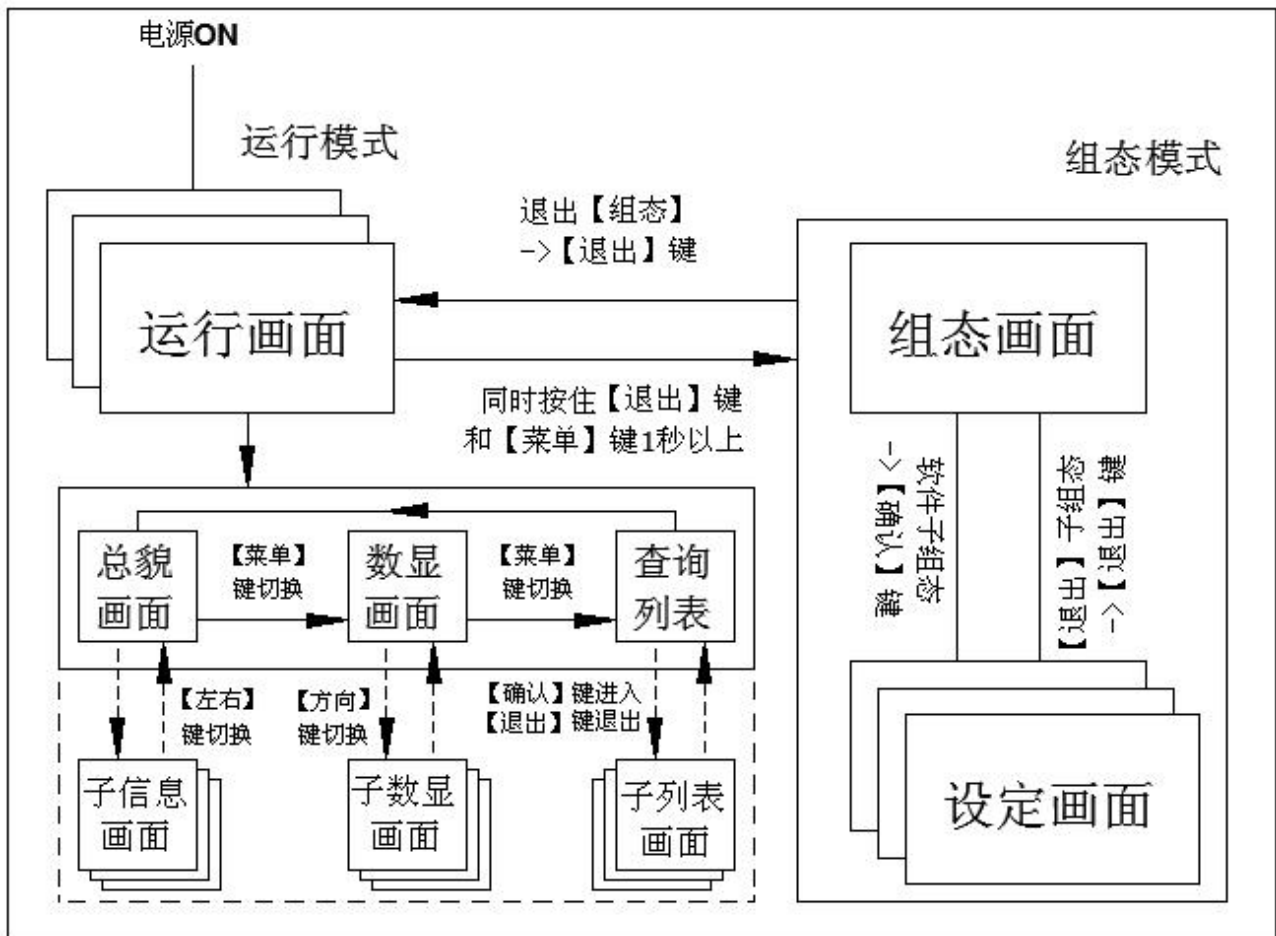 电源ON
运行模式
组态模式
退出【组态】
->【退出】键
运行画面
组态画面
同时按住【退出】键
和【菜单】键1秒以上
软件子组态
->【确认】键
【退出】子组态
->【退出】键
总貌
画面
【菜单】
键切换
数显
画面
【菜单】
键切换
查询
列表
【左右】
键切换
【方向】
键切换
【确认】键进入
【退出】键退出
子信息
画面
子数显
画面
子列表
画面
设定画面